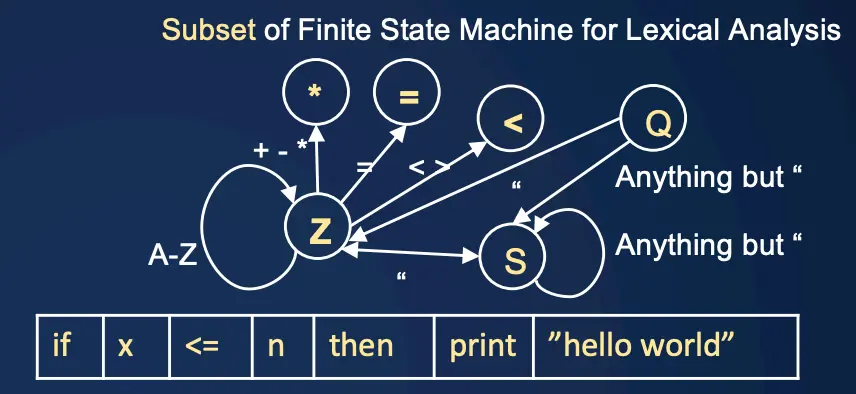 Subset of Finite State Machine for Lexical Analysis
*
=
<
Q
+ - *
=
< >
“
Anything but “
Z
A-Z
S
Anything but “
“
if x <= n then print ”hello world”